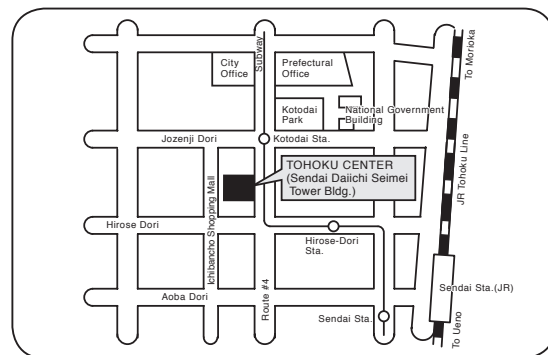 City
Office
Subway
Prefectural
Office
To Morioka
Kotodai
Park
National Government
Building
Jozenji Dori
Kotodai Sta.
JR Tohoku Line
TOHOKU CENTER
(Sendai Daiichi Seimei
Tower Bldg.)
Ichibancho Shopping Mall
Hirose Dori
Hirose-Dori
Sta.
Route #4
Aoba Dori
Sendai Sta.(JR)
Sendai Sta.
To Ueno